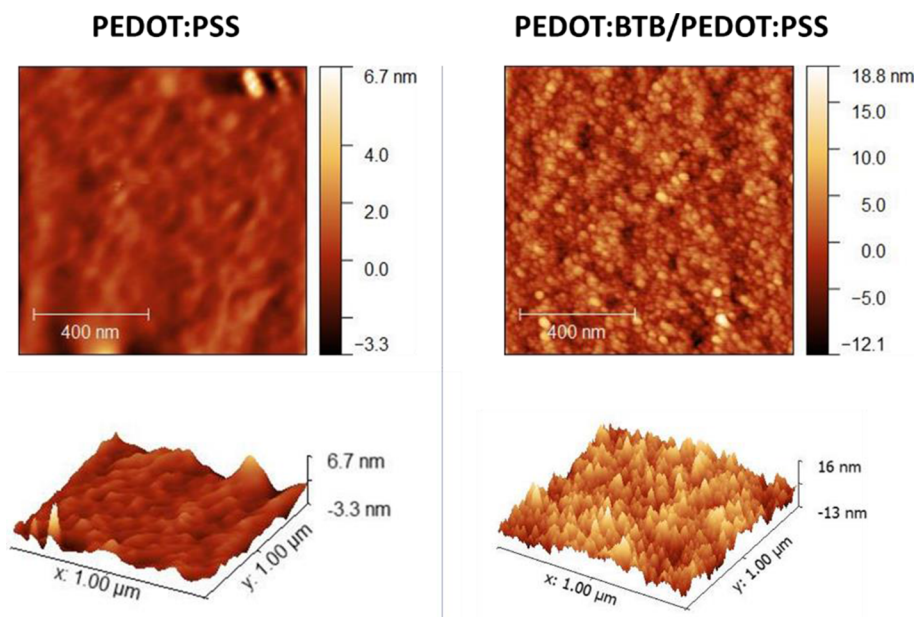 PEDOT:PSS
6.7 nm
4.0
2.0
0.0
−3.3
400 nm
6.7 nm
−3.3 nm
x: 1.00 µm
y: 1.00 µm
PEDOT:BTB/PEDOT:PSS
18.8 nm
15.0
10.0
5.0
0.0
−5.0
−12.1
400 nm
16 nm
-13 nm
x: 1.00 µm
y: 1.00 µm